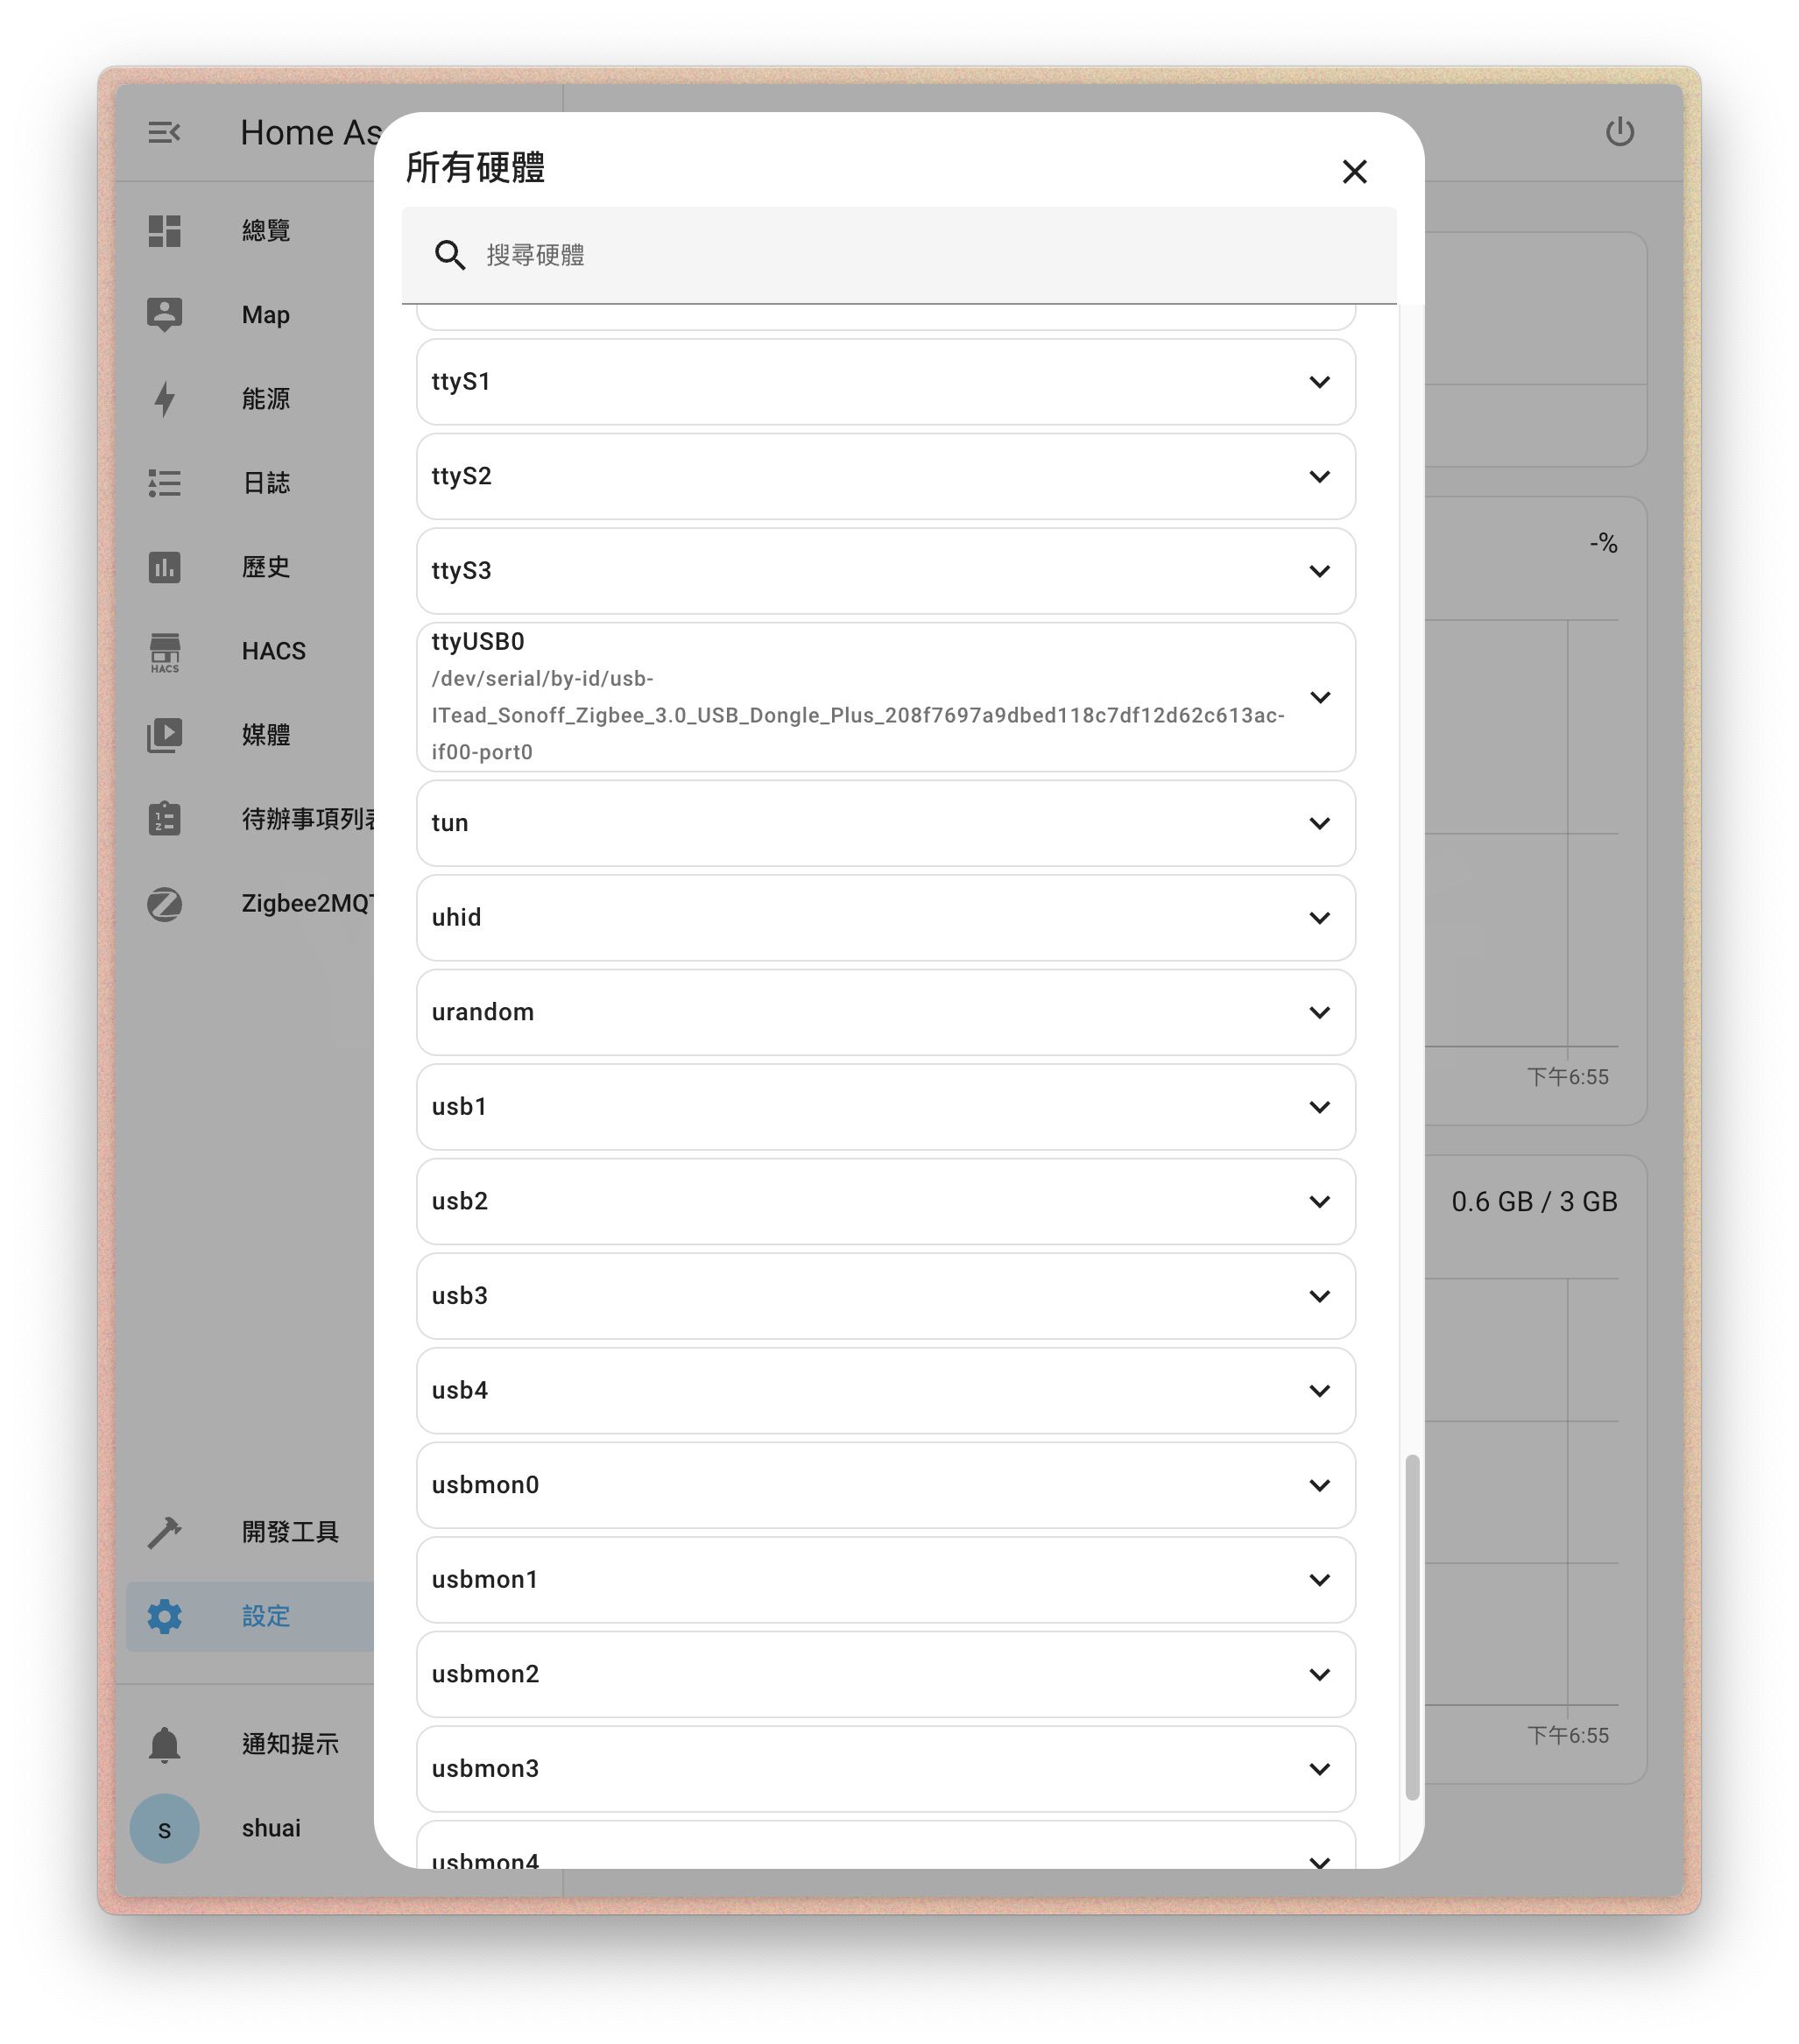 Home As
所有硬體
搜尋硬體
總覽
Map
能源
日誌
歷史
HACS
HACS
媒體
待辦事項列
Zigbee2MQ
開發工具
設定
通知提示
s
shuai
ttyS1
ttyS2
ttyS3
ttyUSB0
/dev/serial/by-id/usb-
ITead_Sonoff_Zigbee_3.0_USB_Dongle_Plus_208f7697a9dbed118c7df12d62c613ac-
if00-port0
tun
uhid
urandom
usb1
usb2
usb3
usb4
usbmon0
usbmon1
usbmon2
usbmon3
usbmon4
-%
下午6:55
0.6 GB / 3 GB
下午6:55